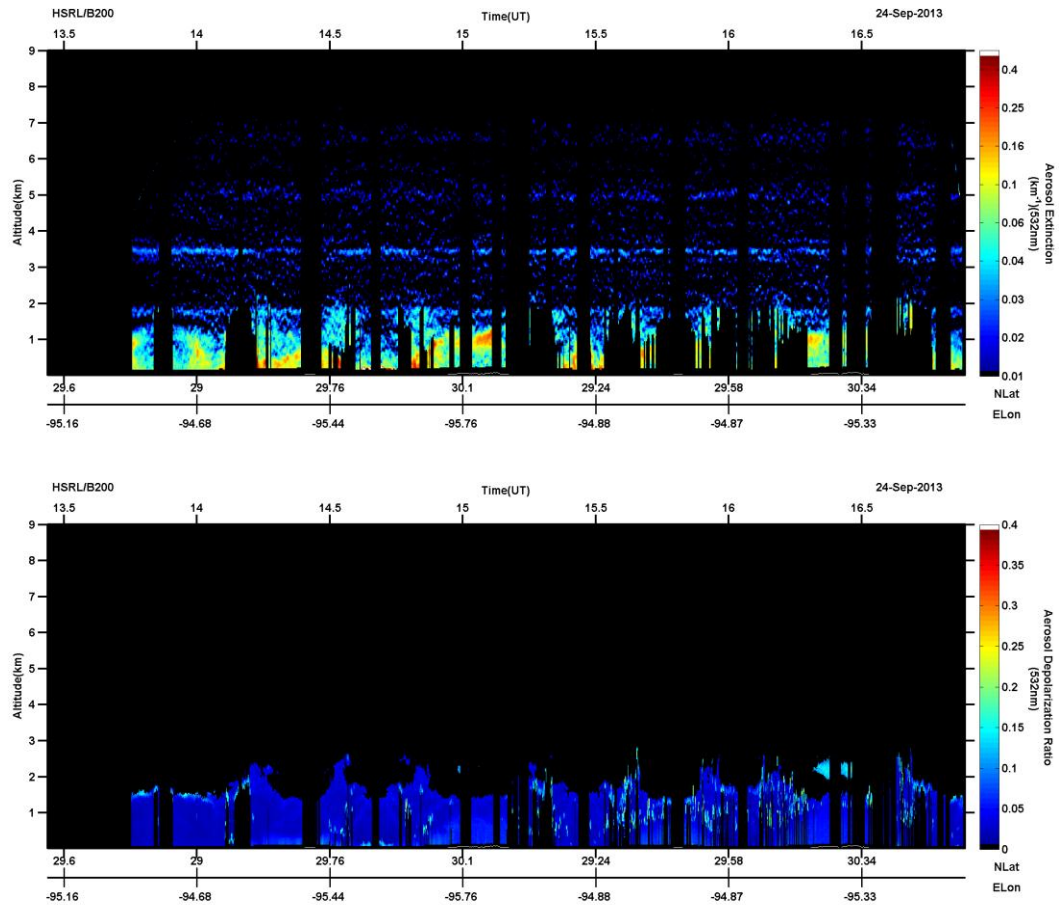 HSRL/B200 Time(UT) 24-Sep-2013
13.5 14 14.5 15 15.5 16 16.5
9
8
7
6
5
4
3
2
1
Altitude(km)
0.4
0.25
0.16
0.1
0.06
0.04
0.03
0.02
0.01
Aerosol Extinction
(km-1)(532nm)
29.6 29 29.76 30.1 29.24 29.58 30.34 NLat
-95.16 -94.68 -95.44 -95.76 -94.88 -94.87 -95.33 ELon
HSRL/B200 Time(UT) 24-Sep-2013
13.5 14 14.5 15 15.5 16 16.5
9
8
7
6
5
4
3
2
1
Altitude(km)
0.4
0.35
0.3
0.25
0.2
0.15
0.1
0.05
0
Aerosol Depolarization Ratio
(532nm)
29.6 29 29.76 30.1 29.24 29.58 30.34 NLat
-95.16 -94.68 -95.44 -95.76 -94.88 -94.87 -95.33 ELon